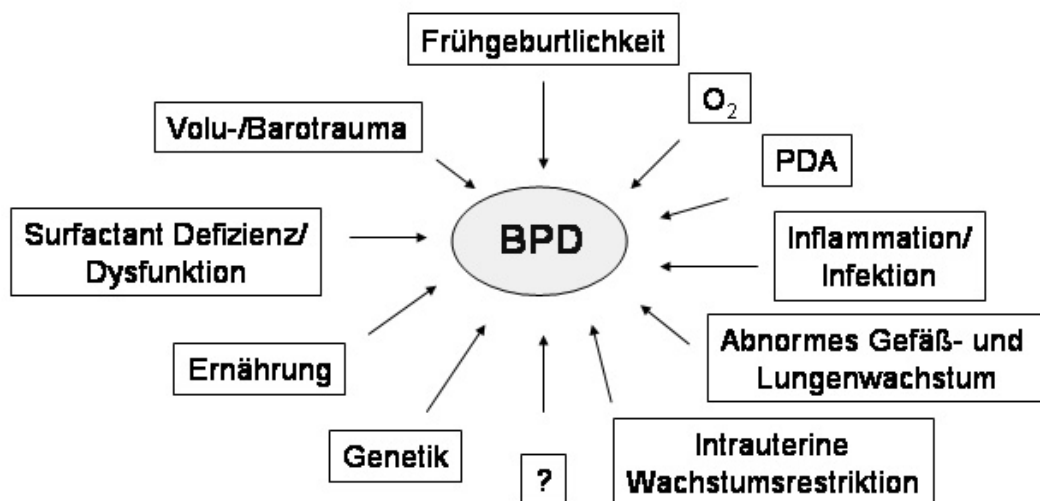 Frühgeburtlichkeit
O₂
Volu-/Barotrauma
PDA
Surfactant Defizienz/
Dysfunktion
BPD
Inflammation/
Infektion
Ernährung
Abnormes Gefäß- und
Lungenwachstum
Genetik
?
Intrauterine
Wachstumsrestriktion